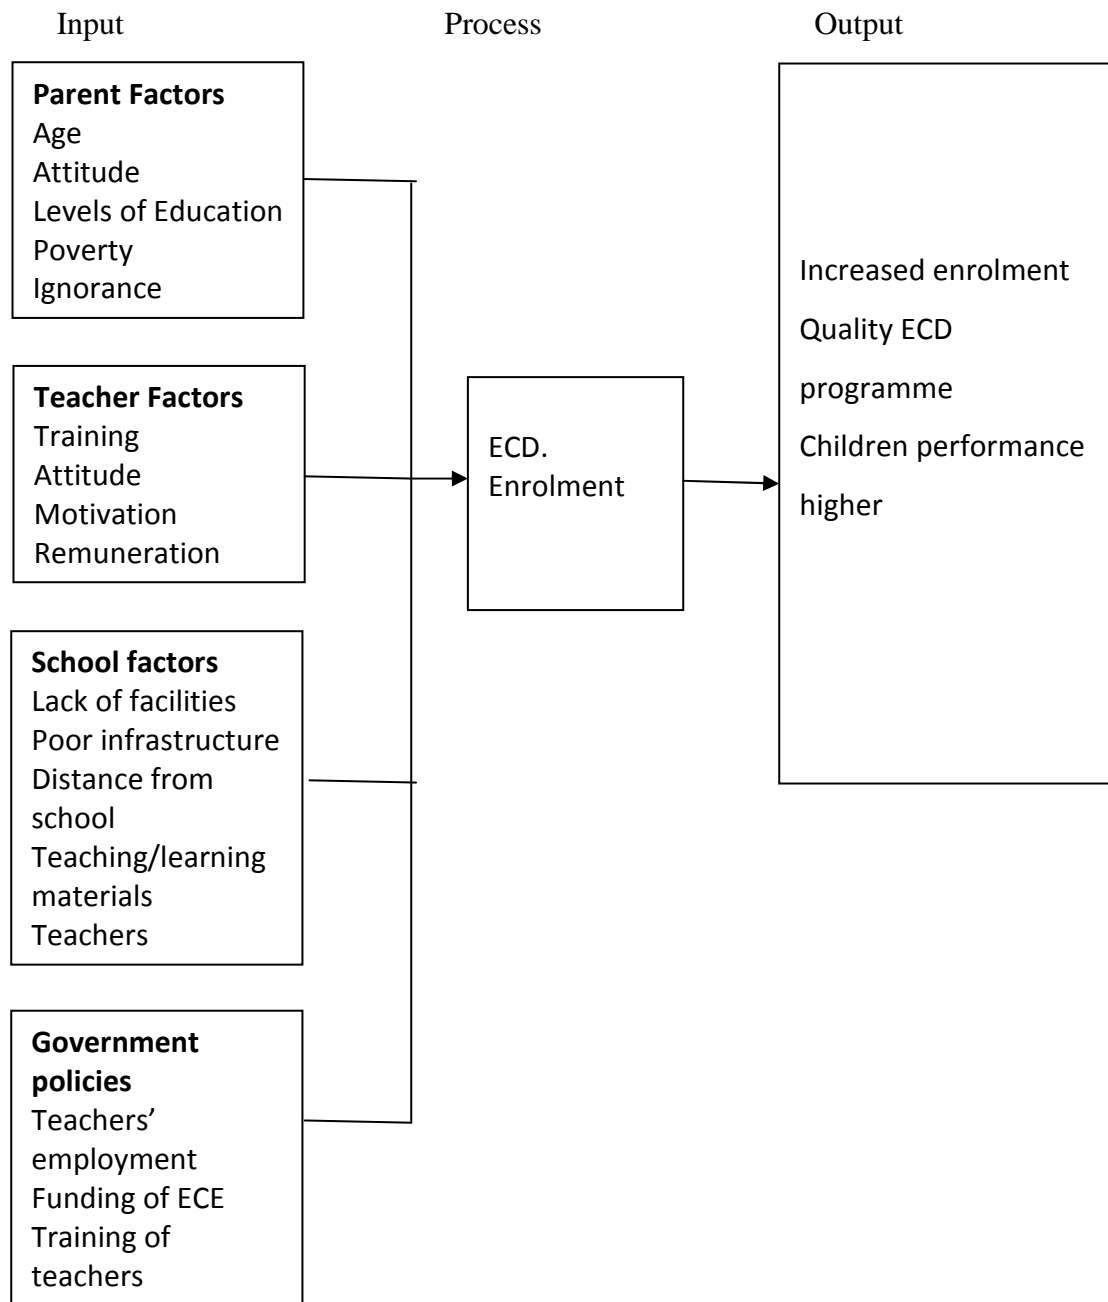 Input
Process
Output
Parent Factors
Age
Attitude
Levels of Education
Poverty
Ignorance
Teacher Factors
Training
Attitude
Motivation
Remuneration
School factors
Lack of facilities
Poor infrastructure
Distance from
school
Teaching/learning
materials
Teachers
Government
policies
Teachers’
employment
Funding of ECE
Training of
teachers
ECD.
Enrolment
Increased enrolment
Quality ECD
programme
Children performance
higher